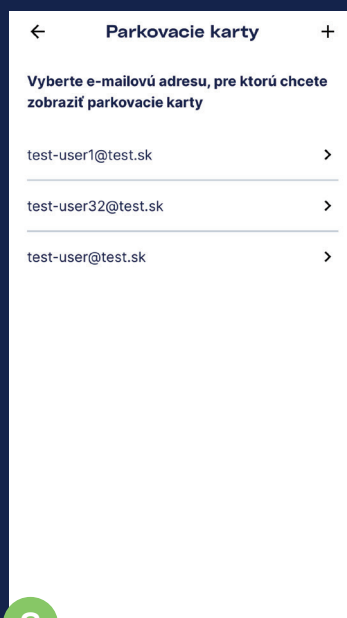 Parkovacie karty
Vyberte e-mailovú adresu, pre ktorú chcete
zobraziť parkovacie karty
test-user1@test.sk
test-user32@test.sk
test-user@test.sk